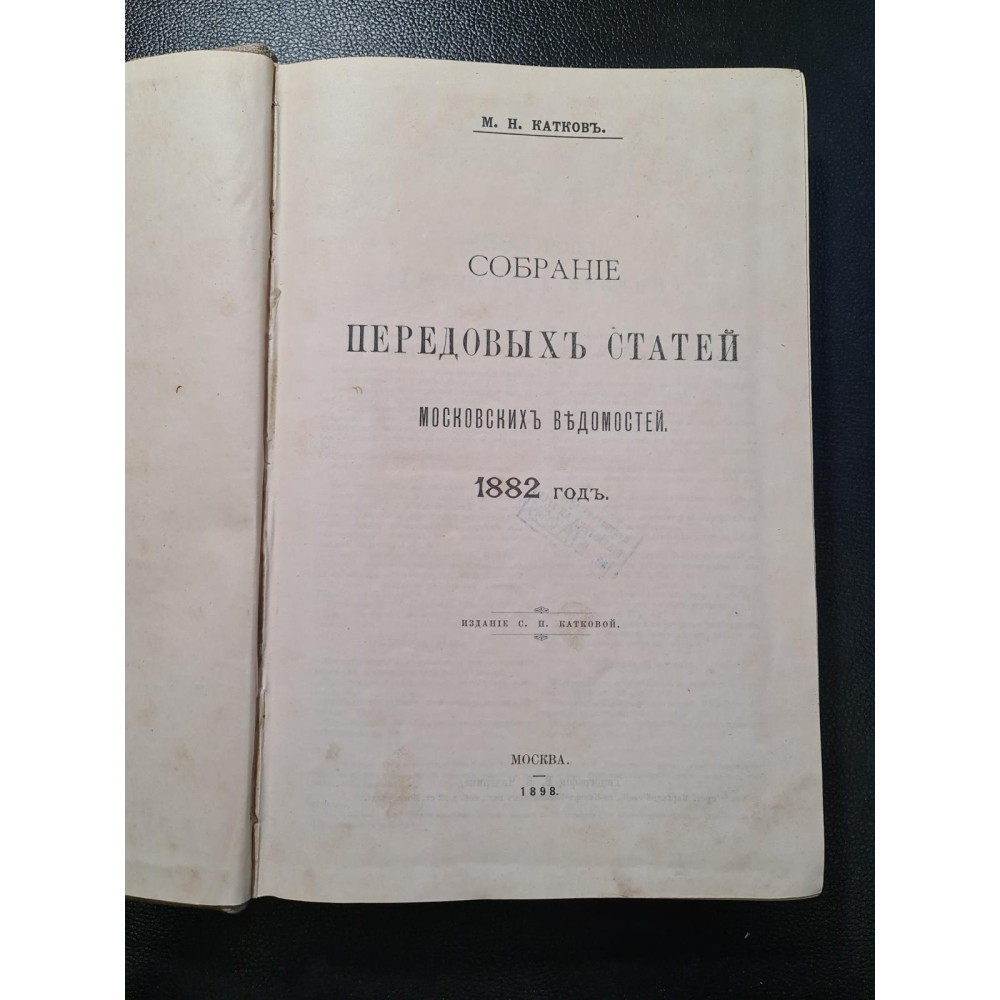 М. Н. КАТКОВЪ.
СОБРАНІЕ
ПЕРЕДОВЫХЪ СТАТЕЙ
МОСКОВСКИХЪ ВѢДОМОСТЕЙ.
1882 ГОДЪ.
ИЗДАНІЕ С. П. КАТКОВОЙ.
МОСКВА.
1898.